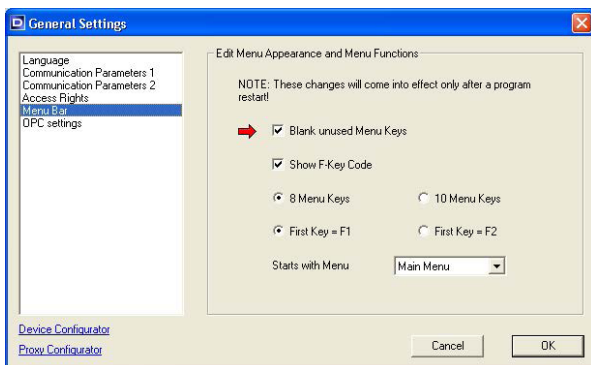 General Settings
Language
Communication Parameters 1
Communication Parameters 2
Access Rights
Menu Bar
OPC settings
Edit Menu Appearance and Menu Functions
NOTE: These changes will come into effect only after a program
restart!
Blank unused Menu Keys
Show F-Key Code
8 Menu Keys
10 Menu Keys
First Key = F1
First Key = F2
Starts with Menu
Main Menu
Device Configurator
Proxy Configurator
Cancel
OK